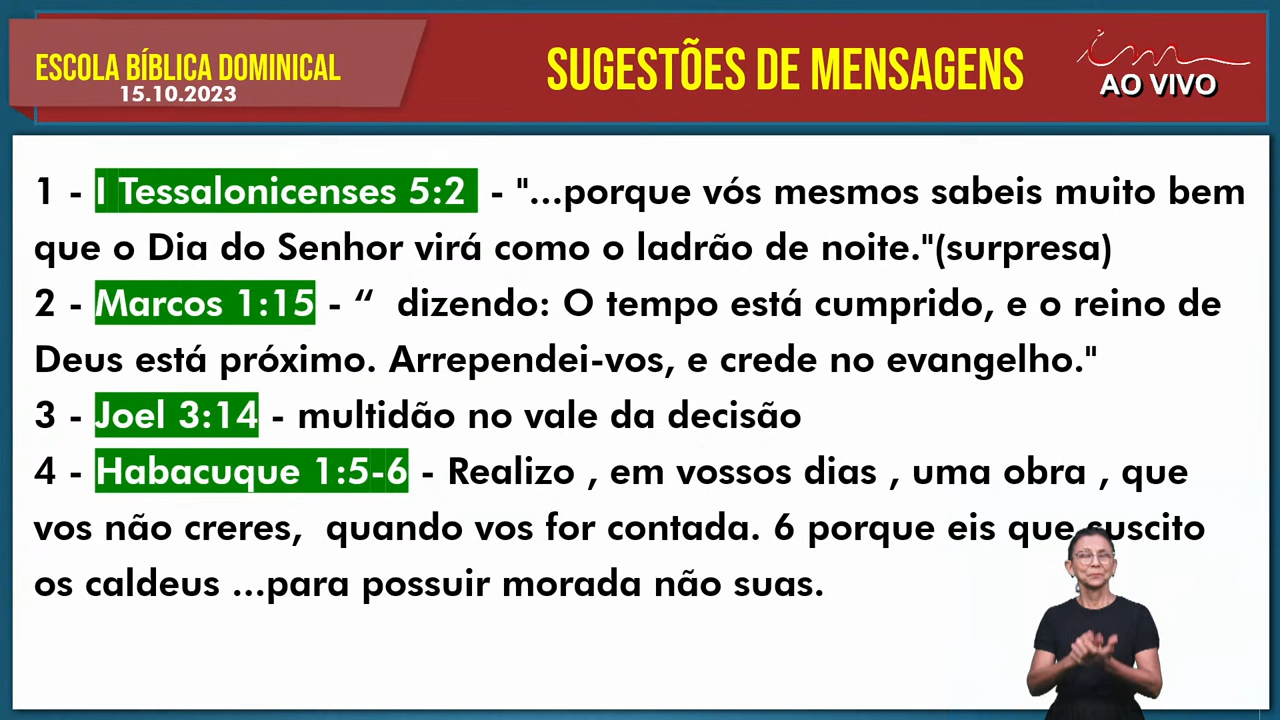 ESCOLA BÍBLICA DOMINICAL
15.10.2023
SUGESTÕES DE MENSAGENS
im
AO VIVO
1 - I Tessalonicenses 5:2 - "...porque vós mesmos sabeis muito bem
que o Dia do Senhor virá como o ladrão de noite."(surpresa)
2 - Marcos 1:15 - “ dizendo: O tempo está cumprido, e o reino de
Deus está próximo. Arrependei-vos, e crede no evangelho."
3 - Joel 3:14 - multidão no vale da decisão
4 - Habacuque 1:5-6 - Realizo , em vossos dias , uma obra , que
vos não creres, quando vos for contada. 6 porque eis que suscito
os caldeus ...para possuir morada não suas.